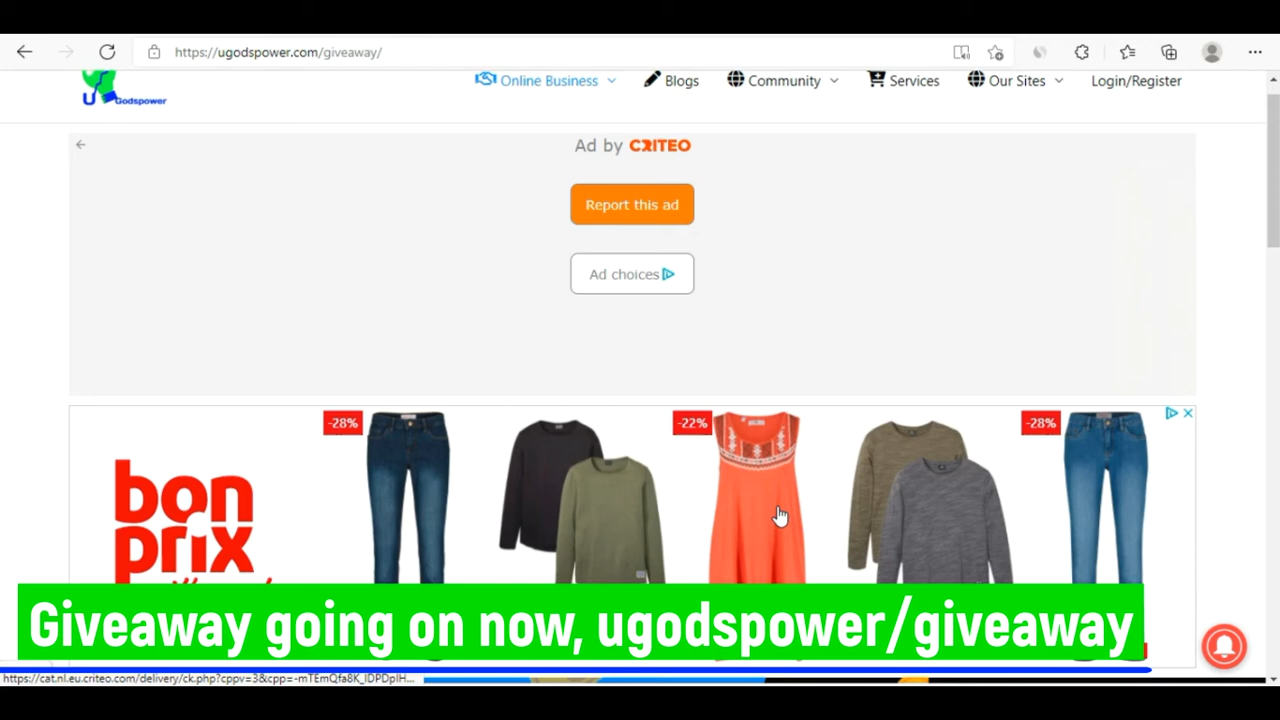 https://ugodspower.com/giveaway/
U Godspower
Online Business
Blogs
Community
Services
Our Sites
Login/Register
Ad by CRITEO
Report this ad
Ad choices
-28%
-22%
-28%
bon
prix
Giveaway going on now, ugodspower/giveaway